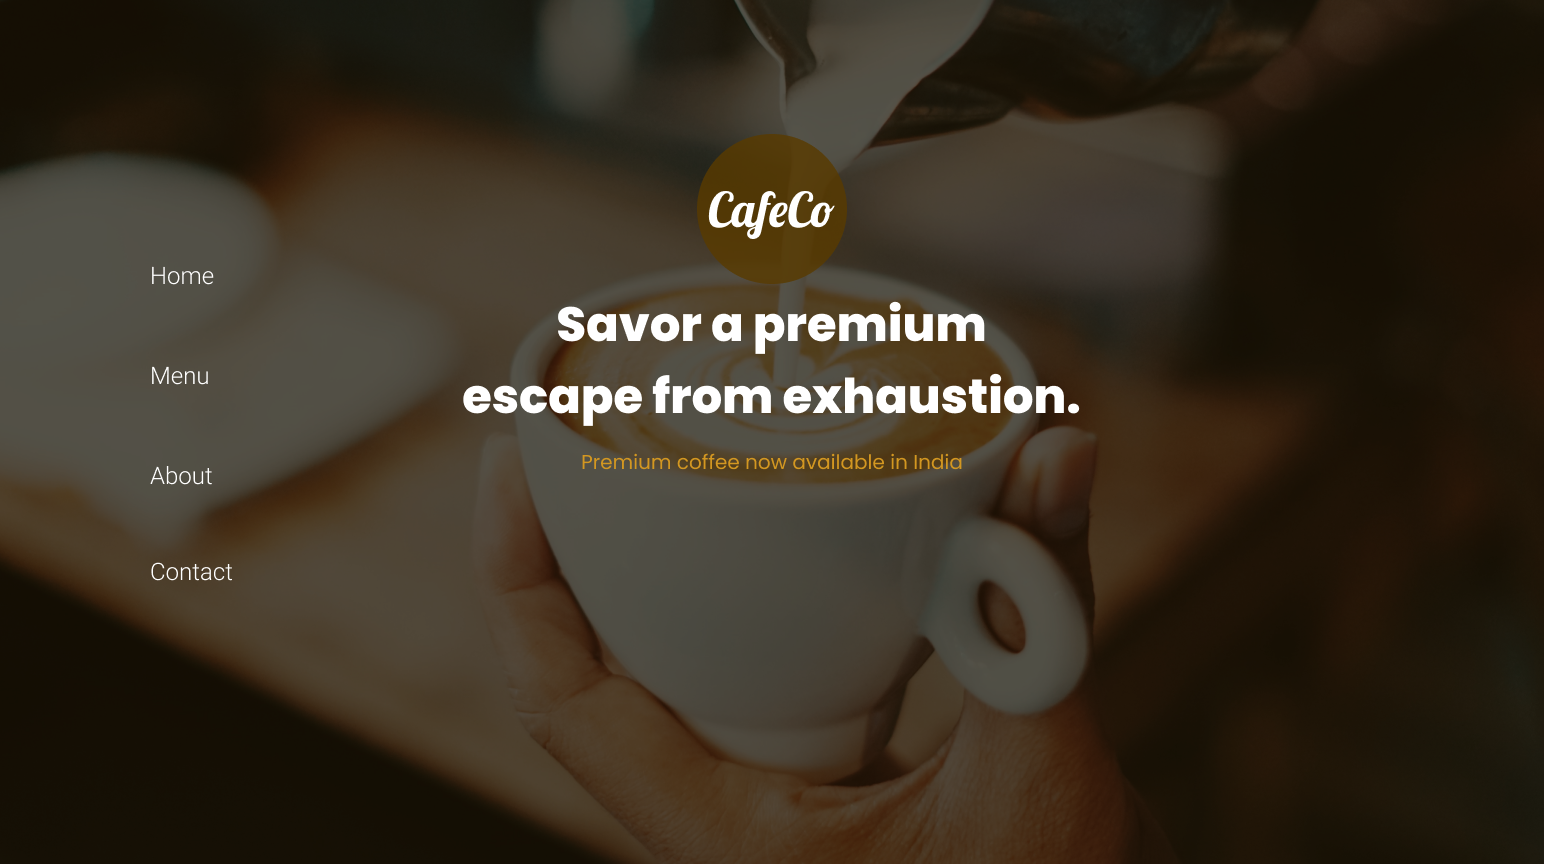 CafeCo
Home
Menu
About
Contact
Savor a premium
escape from exhaustion.
Premium coffee now available in India